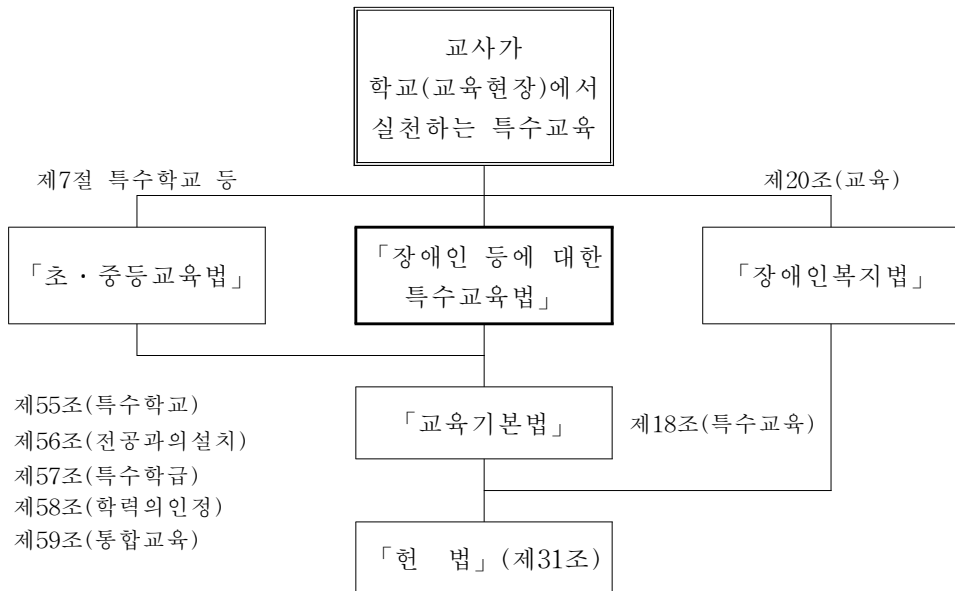 교사가
학교(교육현장)에서
실천하는 특수교육
제7절 특수학교 등
제20조(교육)
「초·중등교육법」
「장애인 등에 대한
특수교육법」
「장애인복지법」
제55조(특수학교)
제56조(전공과의설치)
제57조(특수학급)
제58조(학력의인정)
제59조(통합교육)
「교육기본법」
제18조(특수교육)
「헌 법」(제31조)